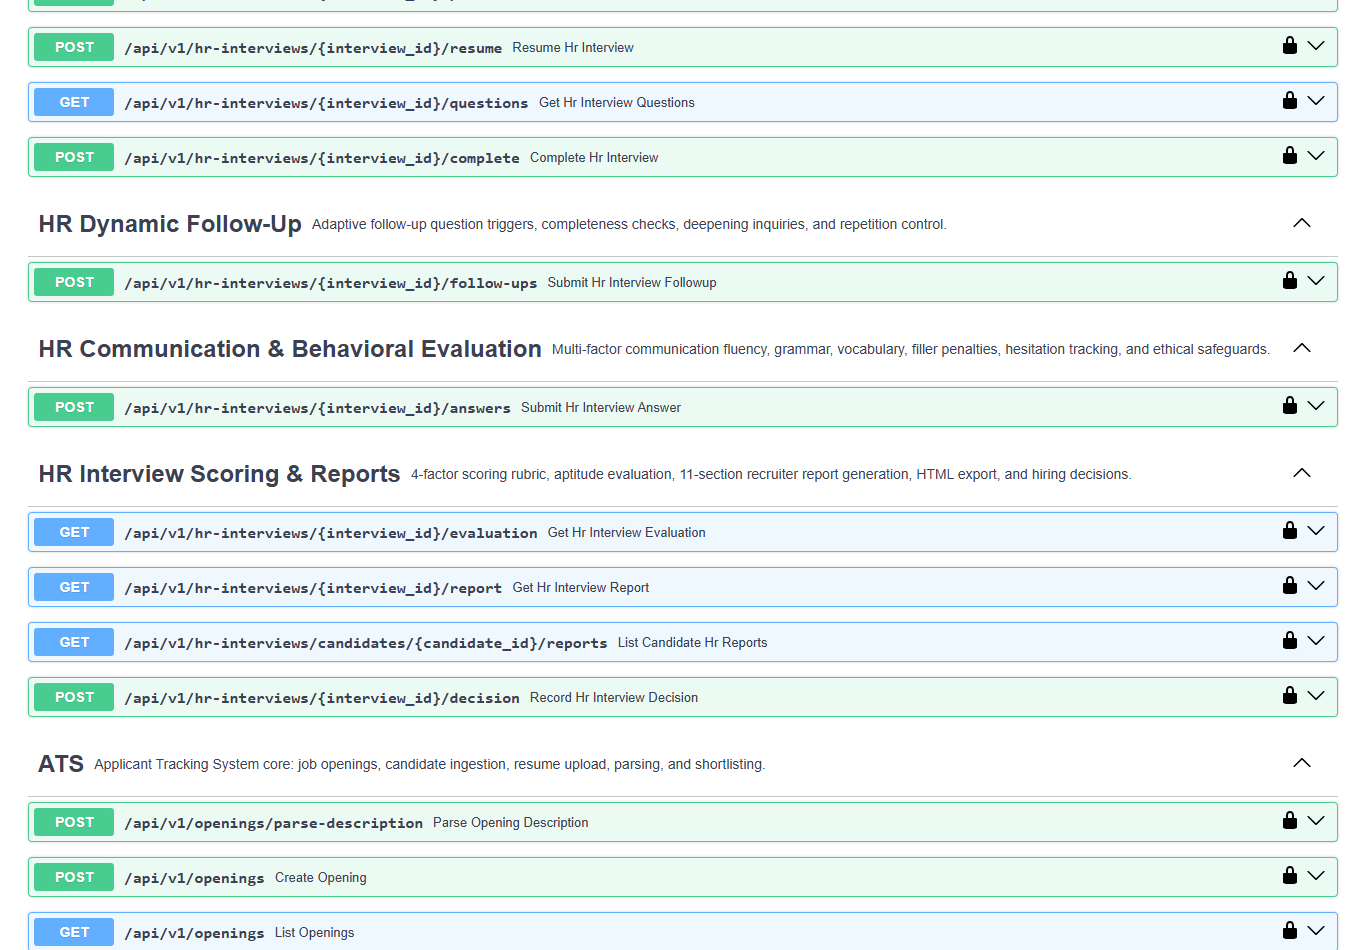 POST /api/v1/hr-interviews/{interview_id}/resume Resume Hr Interview
GET /api/v1/hr-interviews/{interview_id}/questions Get Hr Interview Questions
POST /api/v1/hr-interviews/{interview_id}/complete Complete Hr Interview
HR Dynamic Follow-Up Adaptive follow-up question triggers, completeness checks, deepening inquiries, and repetition control.
POST /api/v1/hr-interviews/{interview_id}/follow-ups Submit Hr Interview Followup
HR Communication & Behavioral Evaluation Multi-factor communication fluency, grammar, vocabulary, filler penalties, hesitation tracking, and ethical safeguards.
POST /api/v1/hr-interviews/{interview_id}/answers Submit Hr Interview Answer
HR Interview Scoring & Reports 4-factor scoring rubric, aptitude evaluation, 11-section recruiter report generation, HTML export, and hiring decisions.
GET /api/v1/hr-interviews/{interview_id}/evaluation Get Hr Interview Evaluation
GET /api/v1/hr-interviews/{interview_id}/report Get Hr Interview Report
GET /api/v1/hr-interviews/candidates/{candidate_id}/reports List Candidate Hr Reports
POST /api/v1/hr-interviews/{interview_id}/decision Record Hr Interview Decision
ATS Applicant Tracking System core: job openings, candidate ingestion, resume upload, parsing, and shortlisting.
POST /api/v1/openings/parse-description Parse Opening Description
POST /api/v1/openings Create Opening
GET /api/v1/openings List Openings